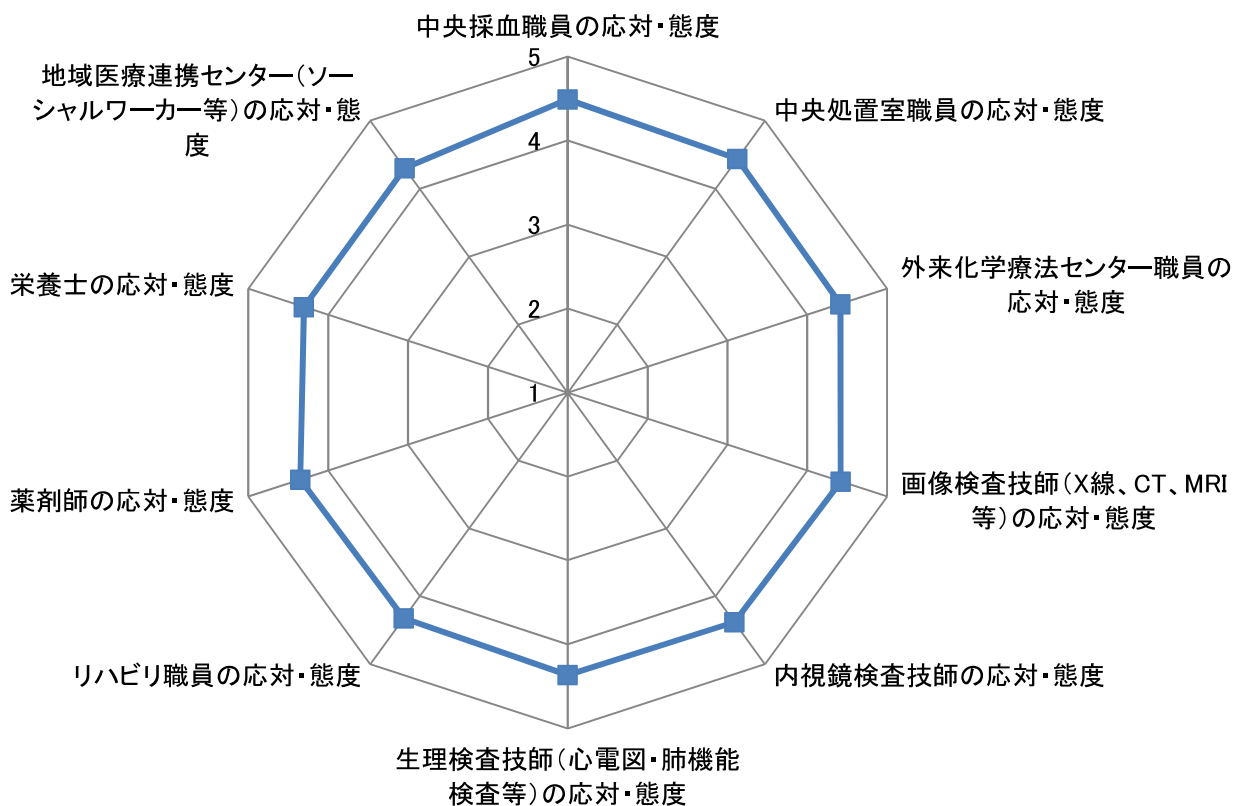 中央採血職員の応対・態度
中央処置室職員の応対・態度
外来化学療法センター職員の
応対・態度
画像検査技師（X線、CT、MRI
等）の応対・態度
内視鏡検査技師の応対・態度
生理検査技師（心電図・肺機能
検査等）の応対・態度
リハビリ職員の応対・態度
薬剤師の応対・態度
栄養士の応対・態度
地域医療連携センター（ソー
シャルワーカー等）の応対・態
度
5
4
3
2
1